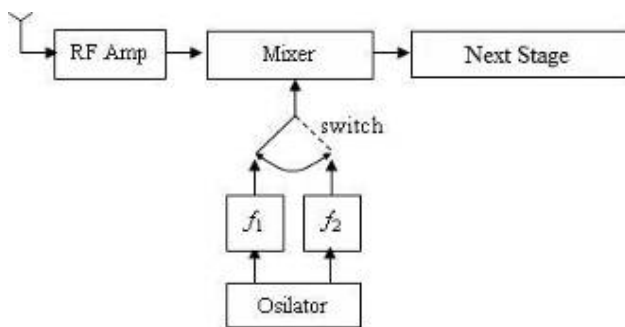 RF Amp
Mixer
Next Stage
switch
f1
f2
Osilator